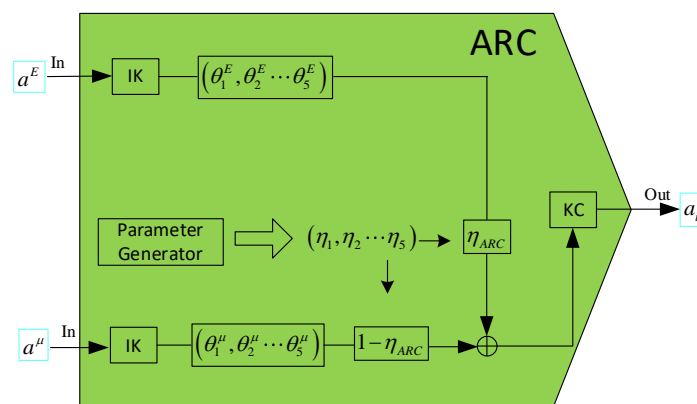 ARC
a^E
In
IK
(θ_1^E, θ_2^E ⋯ θ_5^E)
Parameter
Generator
(η_1, η_2 ⋯ η_5)
η_ARC
KC
Out
a^μ
In
IK
(θ_1^μ, θ_2^μ ⋯ θ_5^μ)
1−η_ARC